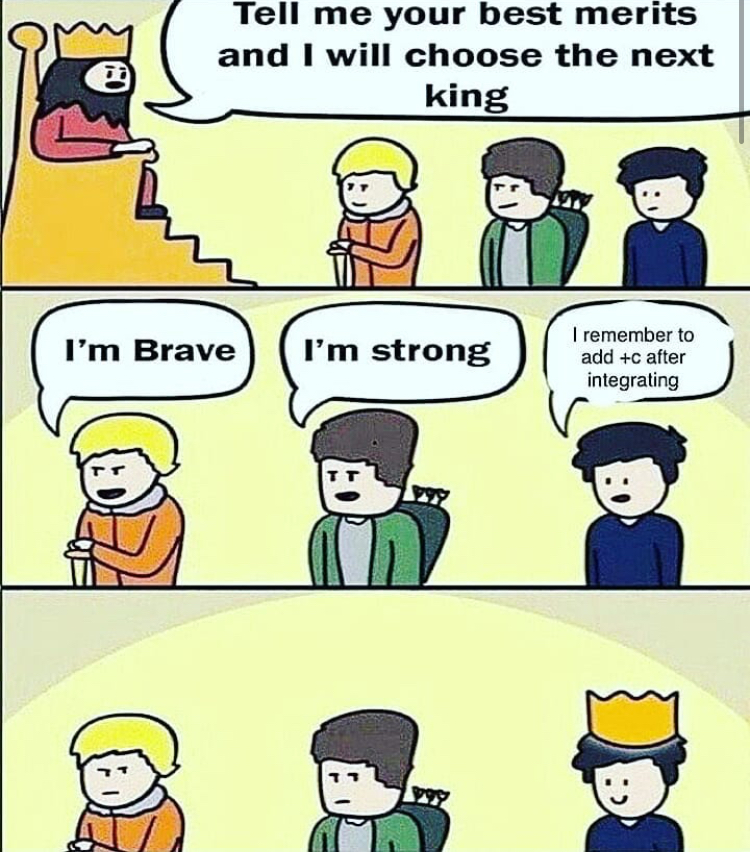 Tell me your best merits
and I will choose the next
king
I'm Brave
I'm strong
I remember to
add +c after
integrating